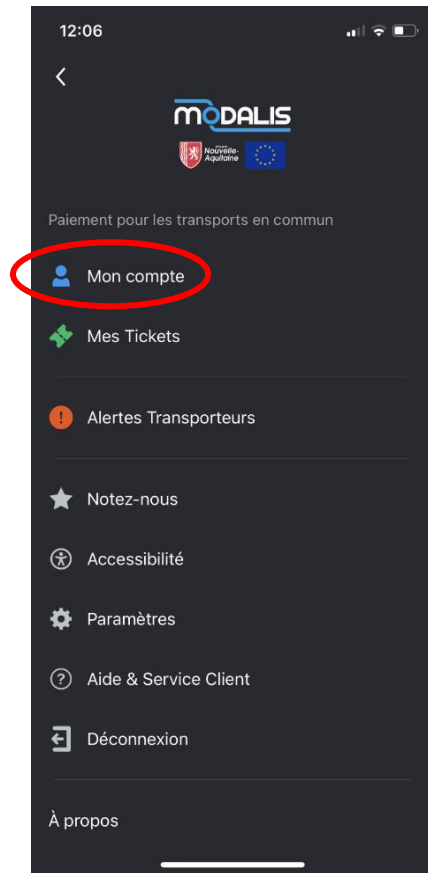 12:06
MODALIS
RÉGION
Nouvelle-
Aquitaine
Paiement pour les transports en commun
Mon compte
Mes Tickets
Alertes Transporteurs
Notez-nous
Accessibilité
Paramètres
Aide & Service Client
Déconnexion
À propos